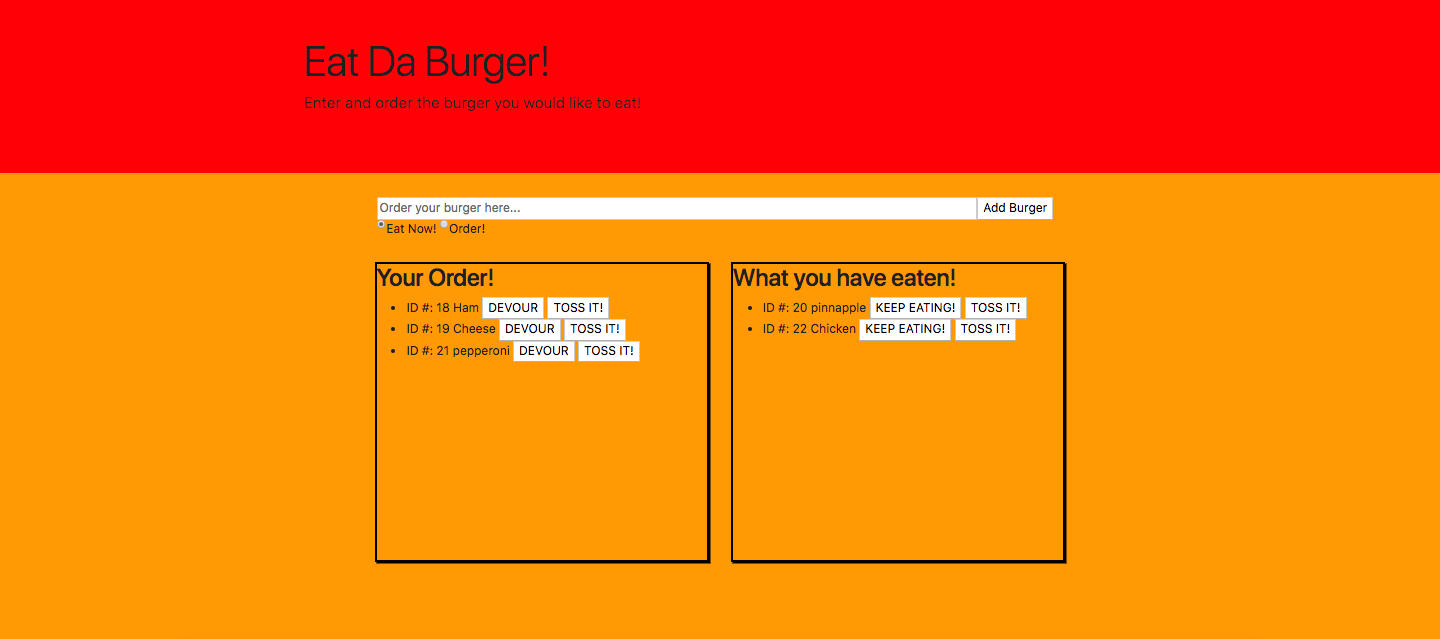 Eat Da Burger!
Enter and order the burger you would like to eat!
Order your burger here... Add Burger
Eat Now! Order!
Your Order!
ID #: 18 Ham DEVOUR TOSS IT!
ID #: 19 Cheese DEVOUR TOSS IT!
ID #: 21 pepperoni DEVOUR TOSS IT!
What you have eaten!
ID #: 20 pinnapple KEEP EATING! TOSS IT!
ID #: 22 Chicken KEEP EATING! TOSS IT!